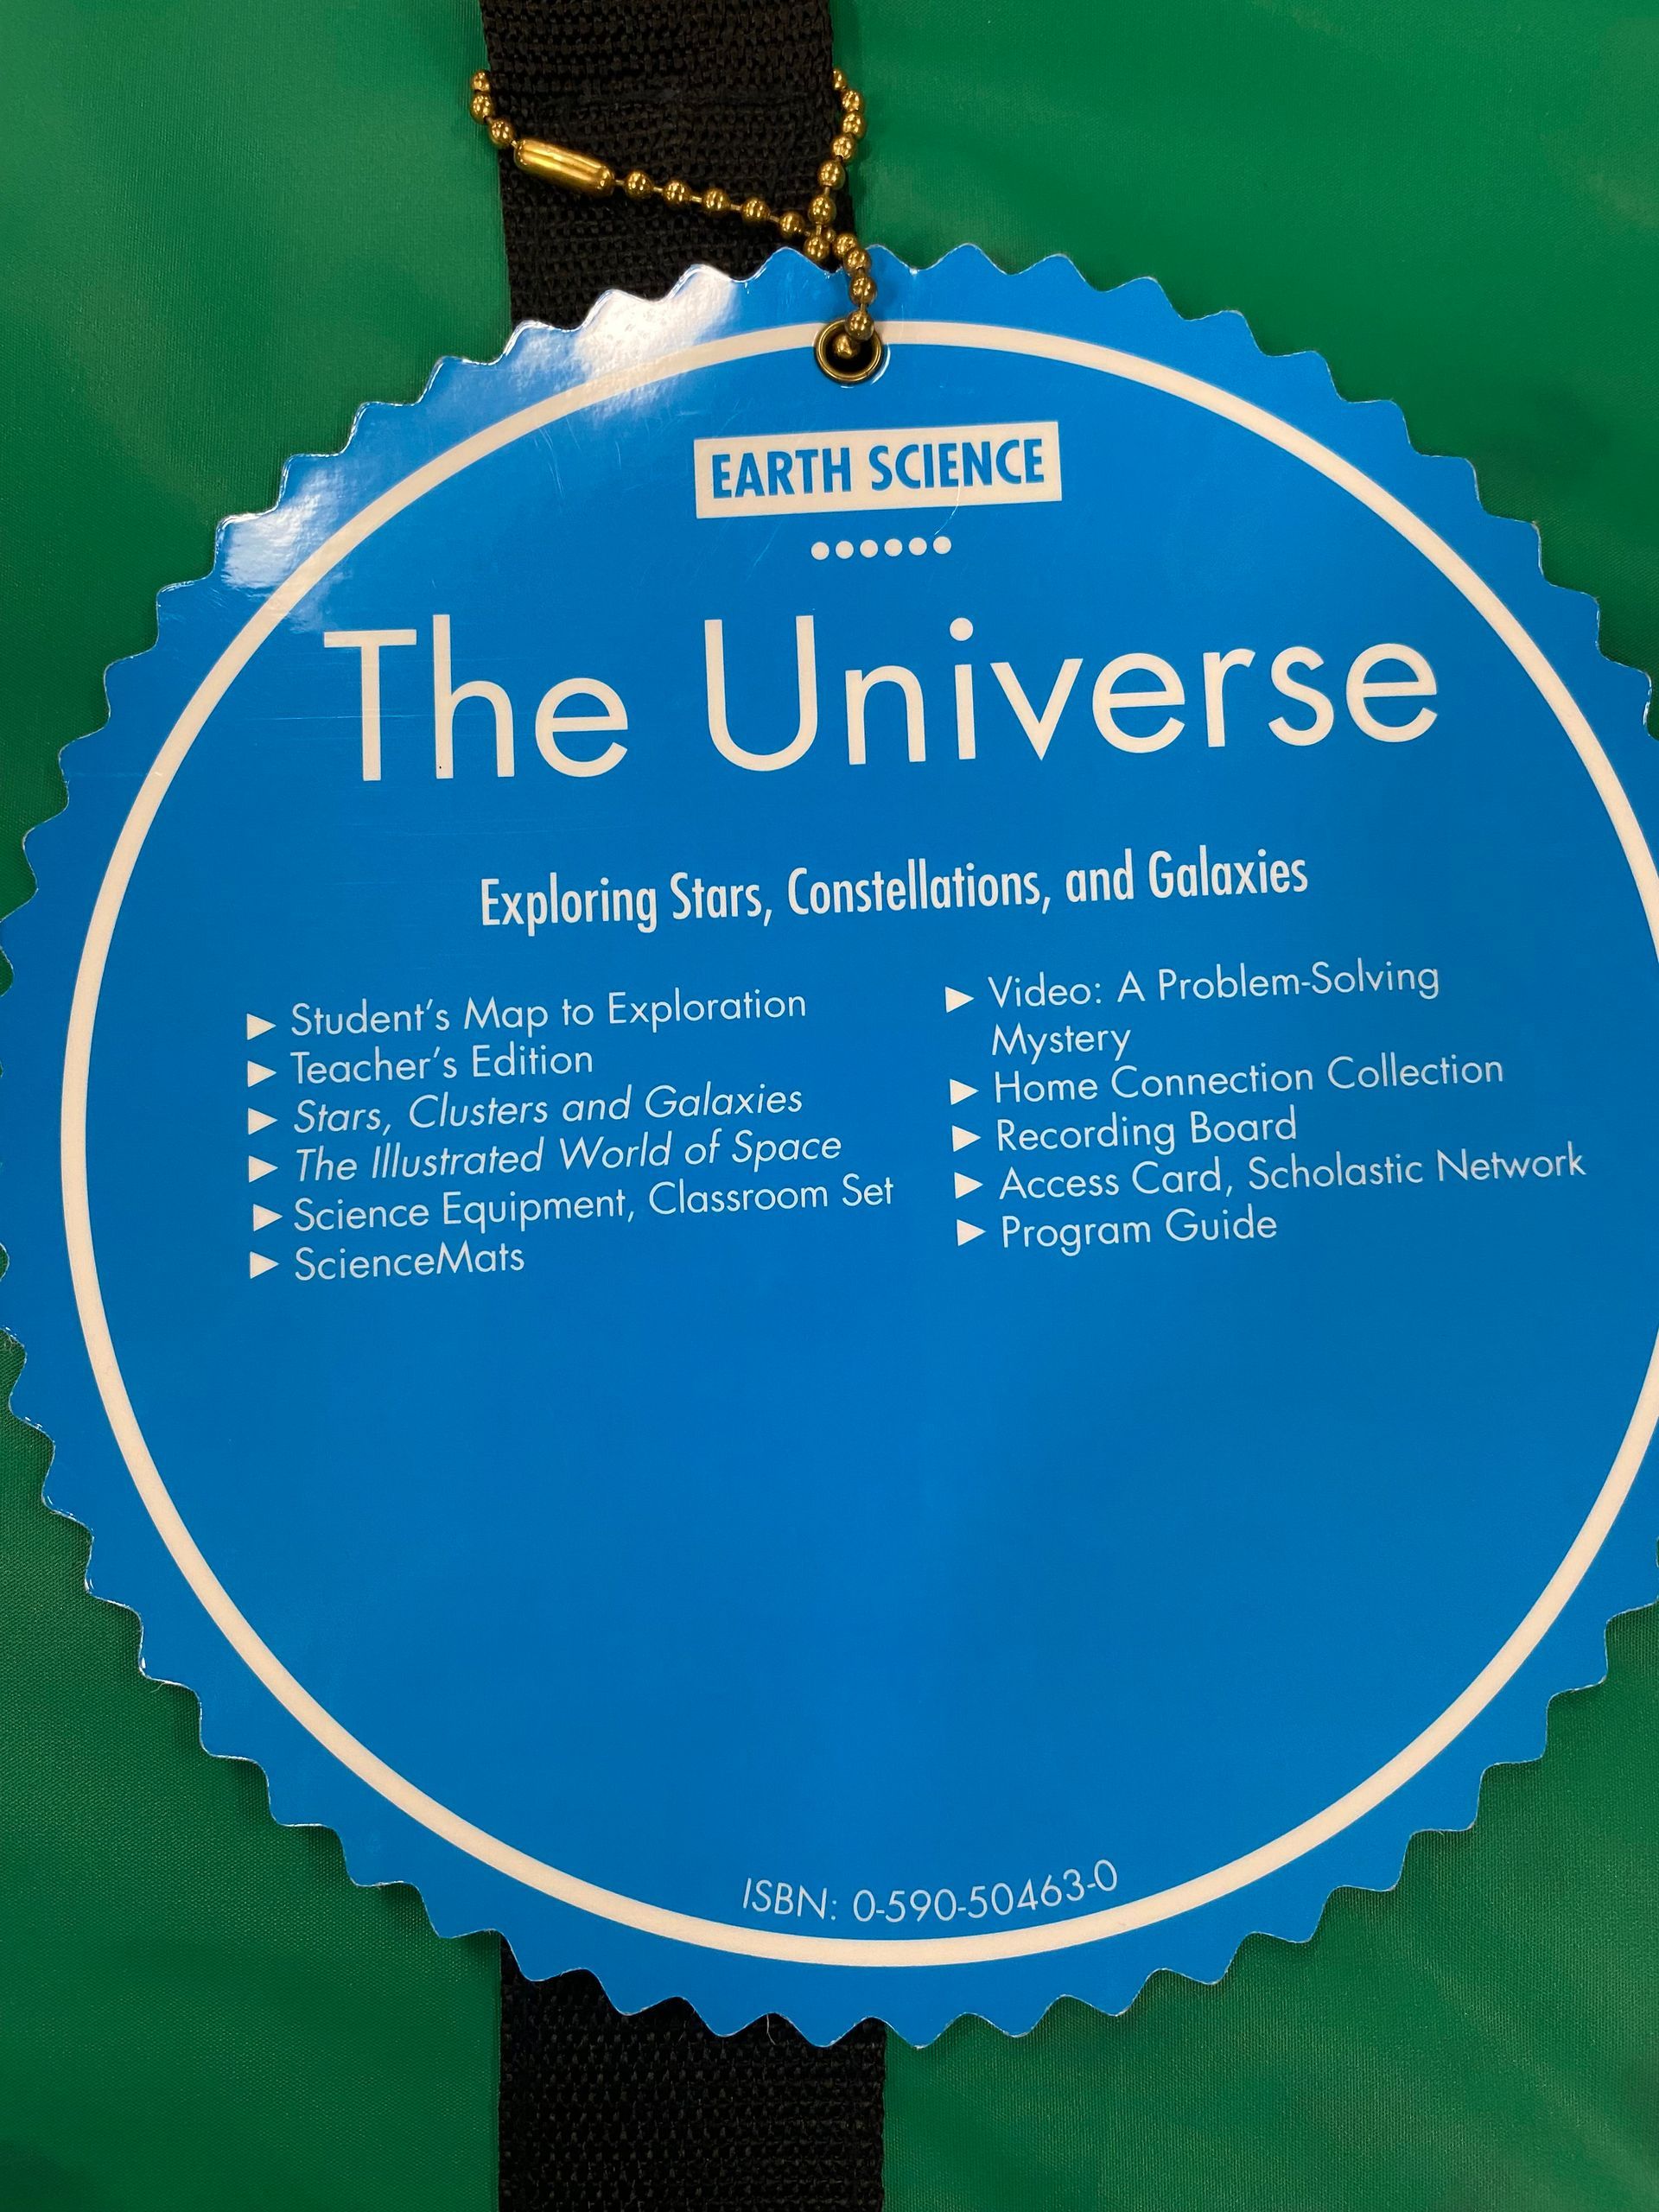 EARTH SCIENCE
The Universe
Exploring Stars, Constellations, and Galaxies
► Student's Map to Exploration
► Teacher's Edition
► Stars, Clusters and Galaxies
► The Illustrated World of Space
► Science Equipment, Classroom Set
► ScienceMats
► Video: A Problem-Solving
Mystery
► Home Connection Collection
► Recording Board
► Access Card, Scholastic Network
► Program Guide
ISBN: 0-590-50463-0